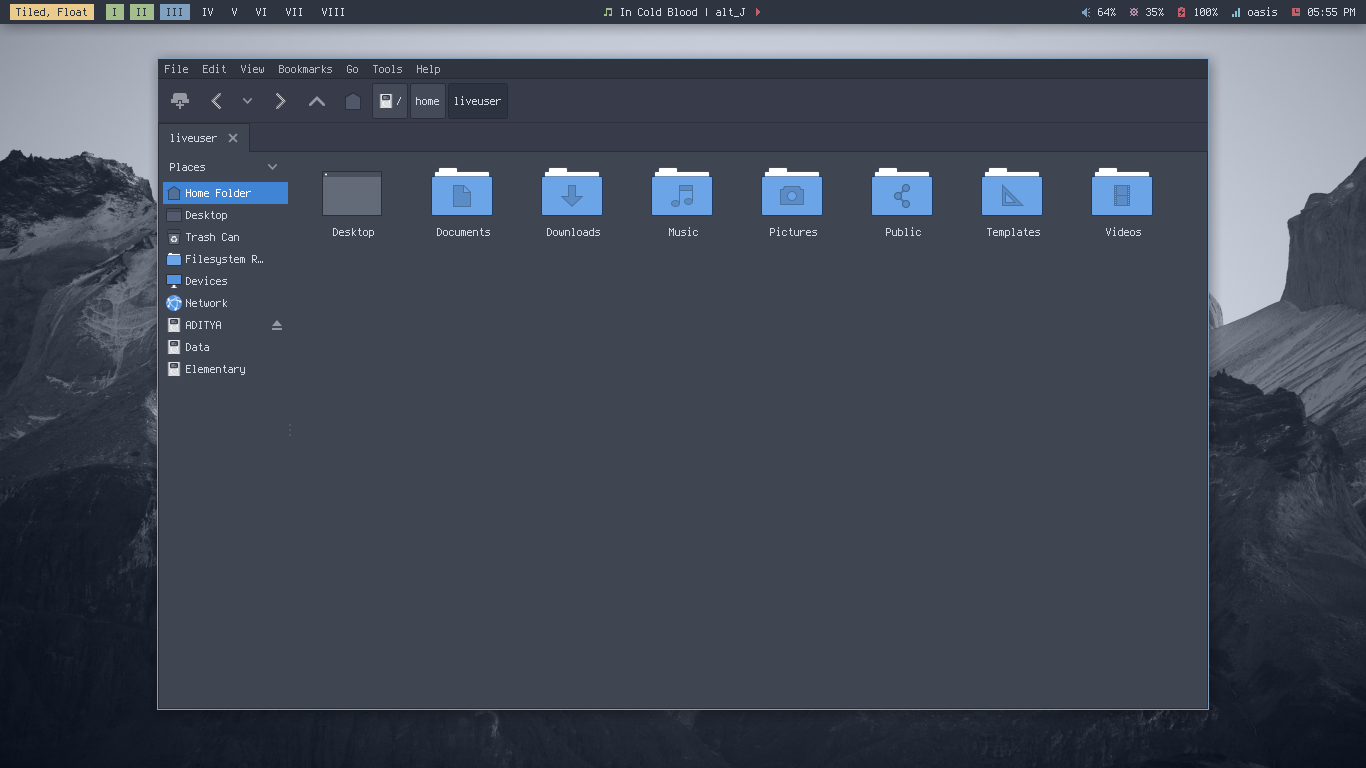 Tiled, Float I II III IV V VI VII VIII In Cold Blood | alt_J 64% 35% 100% oasis 05:55 PM
File Edit View Bookmarks Go Tools Help
/ home liveuser
liveuser
Places
Home Folder
Desktop
Trash Can
Filesystem R…
Devices
Network
ADITYA
Data
Elementary
Desktop Documents Downloads Music Pictures Public Templates Videos